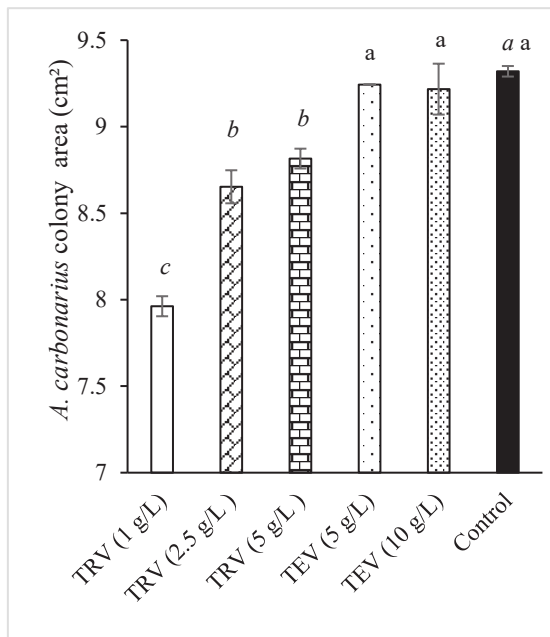 A. carbonarius colony area (cm²)
9.5
9
8.5
8
7.5
7
c
b
b
a
a
a a
TRV (1 g/L)
TRV (2.5 g/L )
TRV (5 g/L )
TEV (5 g/L)
TEV (10 g/L)
Control